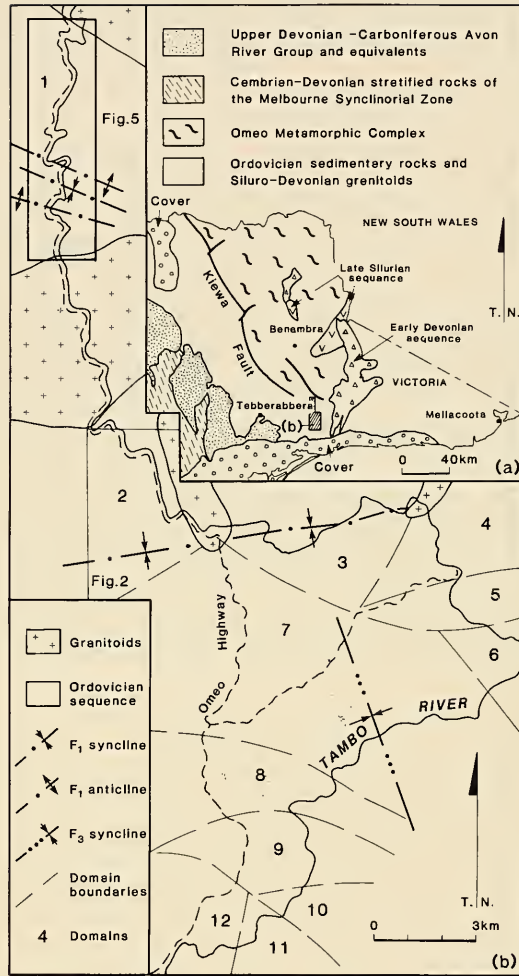 1
Fig.5
Upper Devonian -Carboniferous Avon
River Group and equivalents
Cembrian-Devonian stretified rocks of
the Melbourne Synclinorial Zone
Omeo Metamorphic Complex
Ordovician sedimentery rocks and
Siluro-Devonian grenitoids
Cover
NEW SOUTH WALES
Kiewa
Fault
Late Silurian
sequence
Benambra
Early Devonian
sequence
T. N.
VICTORIA
Tebberabbera
Mellacoota
(b)
Cover
0 40km
(a)
2
Fig.2
3
4
5
6
7
Omeo
Highway
TAMBO RIVER
8
9
10
11
12
Granitoids
Ordovician
sequence
F1 syncline
F1 anticline
F3 syncline
Domain
boundaries
4 Domains
T. N.
0 3km
(b)